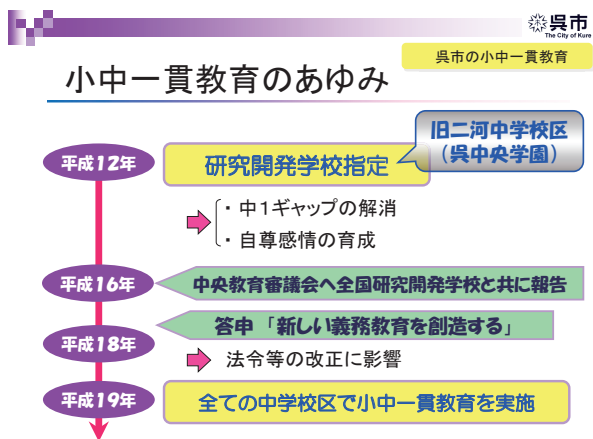 呉市
The City of Kure
呉市の小中一貫教育
小中一貫教育のあゆみ
旧二河中学校区
（呉中央学園）
平成12年
研究開発学校指定
・中１ギャップの解消
・自尊感情の育成
平成16年
中央教育審議会へ全国研究開発学校と共に報告
答申「新しい義務教育を創造する」
平成18年
法令等の改正に影響
平成19年
全ての中学校区で小中一貫教育を実施